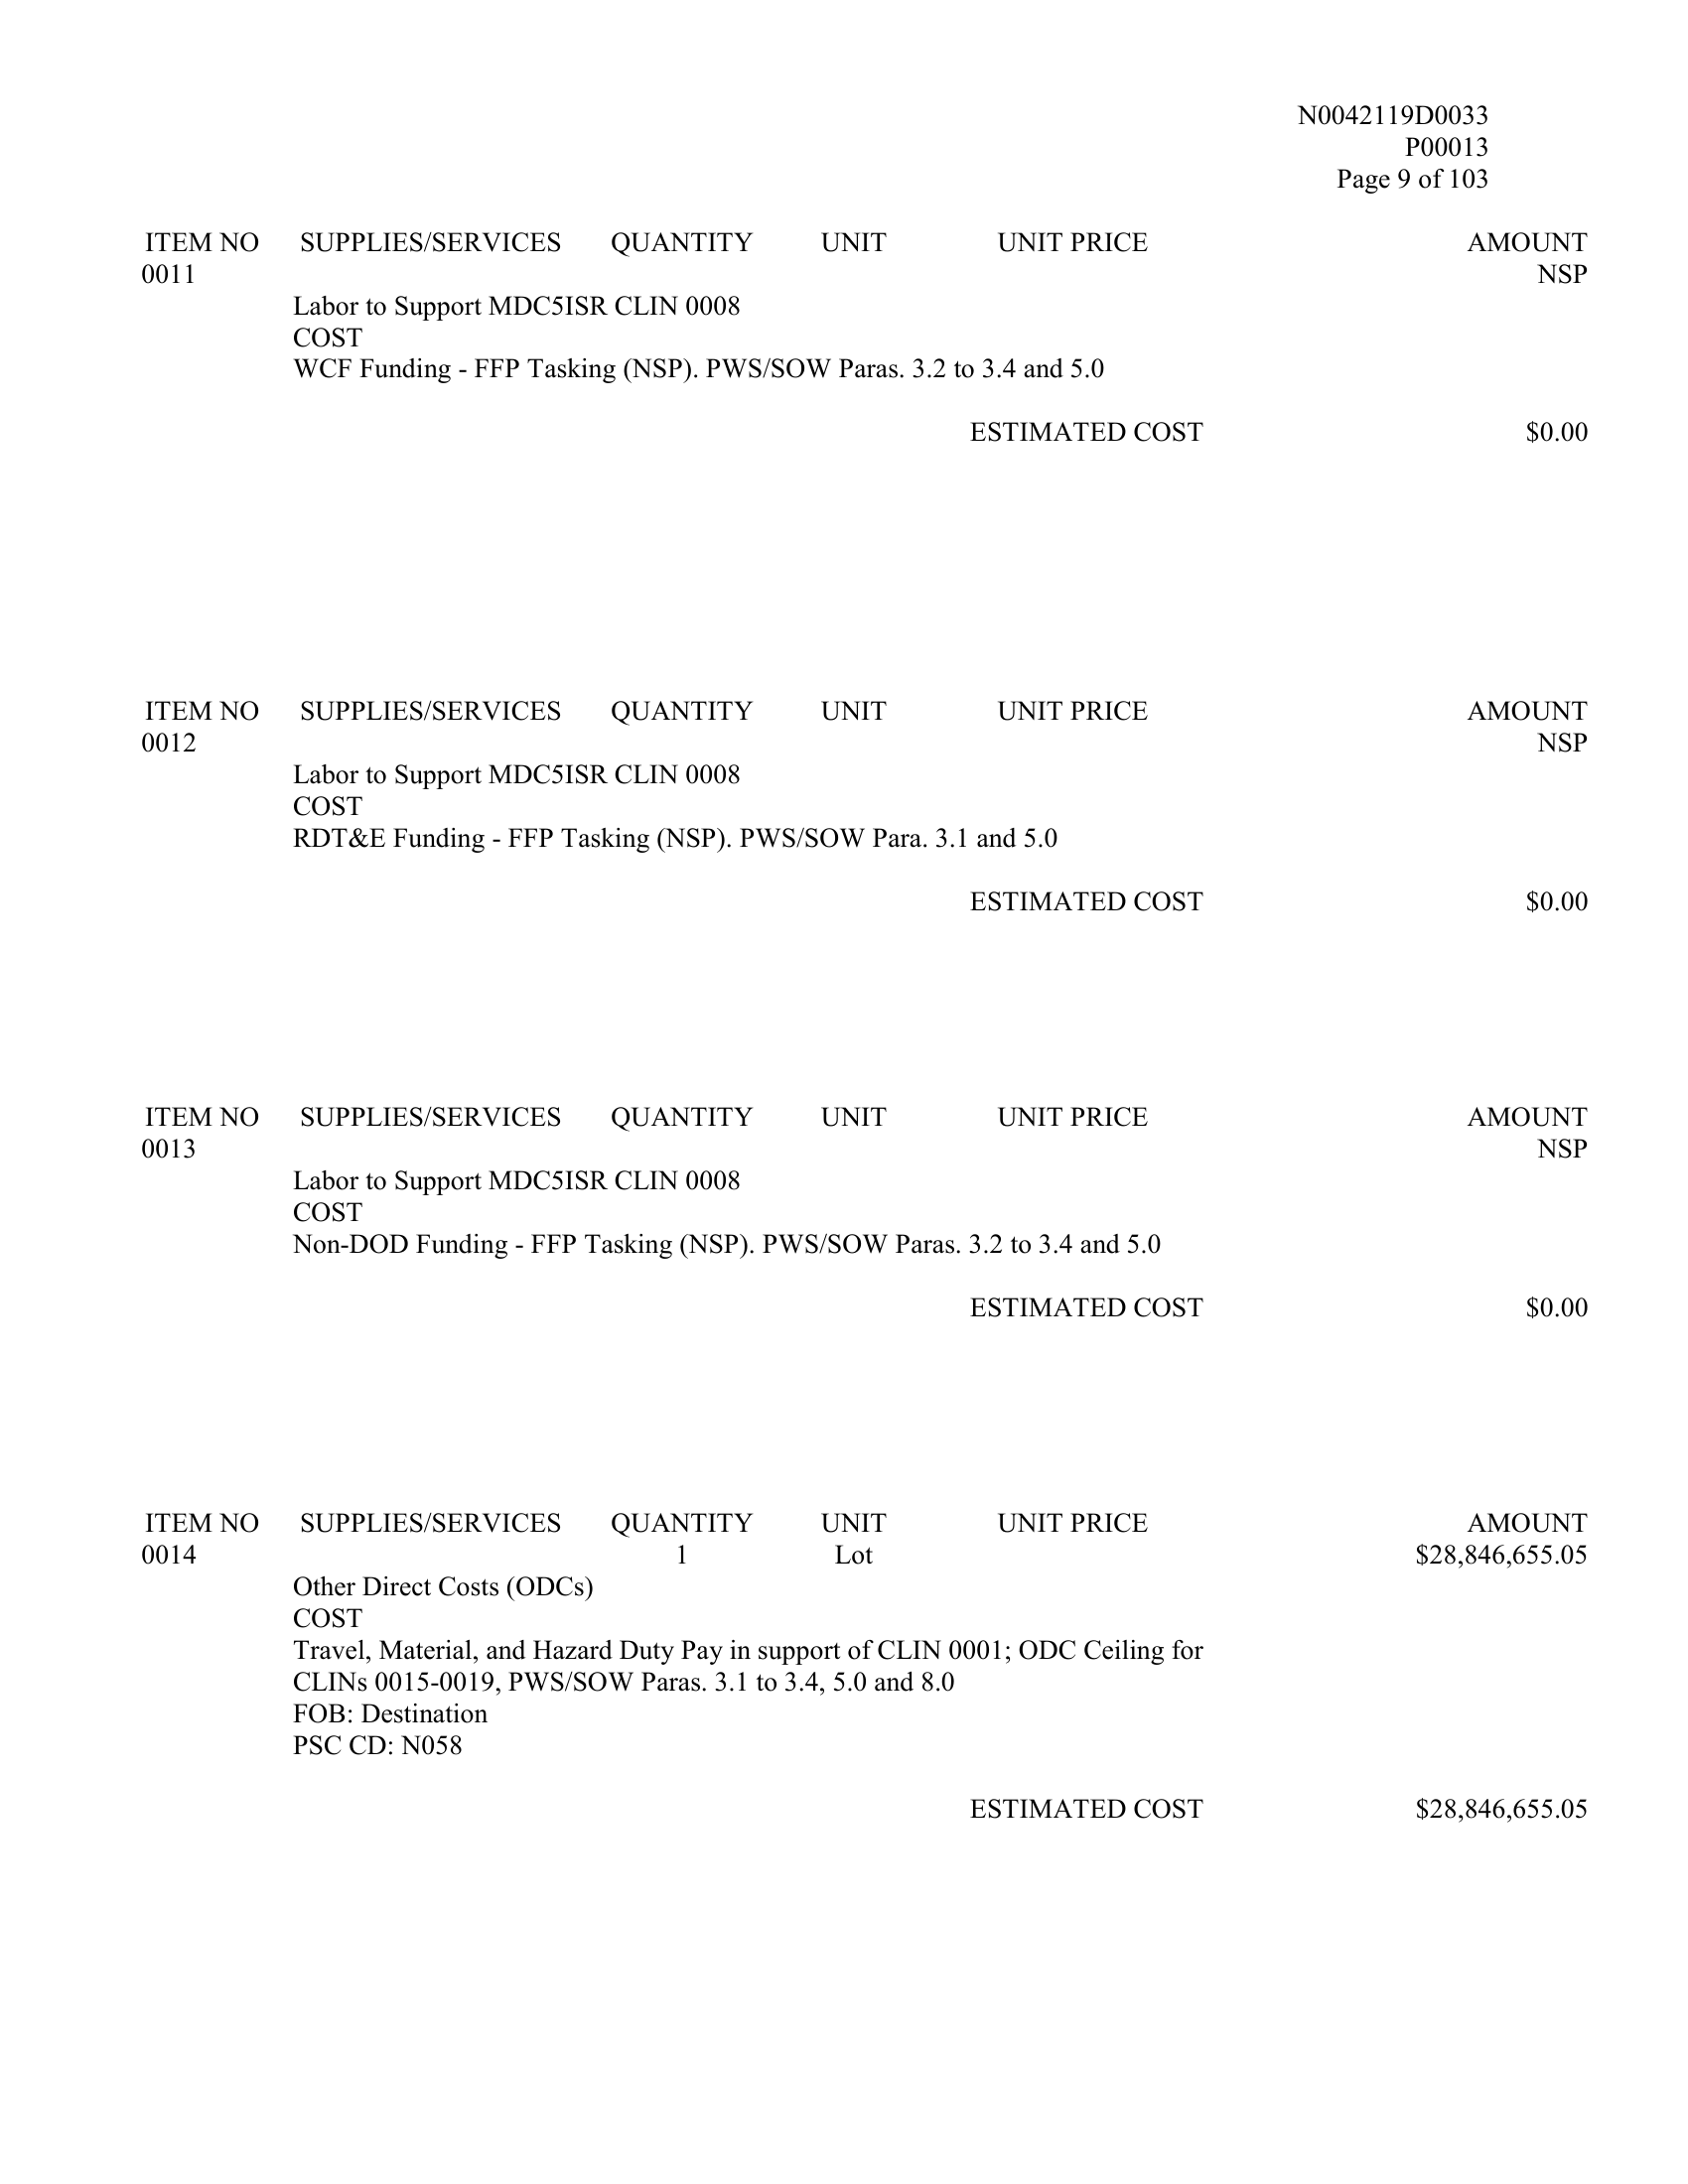 N0042119D0033
P00013
Page 9 of 103
ITEM NO SUPPLIES/SERVICES QUANTITY UNIT UNIT PRICE AMOUNT
0011 NSP
Labor to Support MDC5ISR CLIN 0008
COST
WCF Funding - FFP Tasking (NSP). PWS/SOW Paras. 3.2 to 3.4 and 5.0
ESTIMATED COST $0.00
ITEM NO SUPPLIES/SERVICES QUANTITY UNIT UNIT PRICE AMOUNT
0012 NSP
Labor to Support MDC5ISR CLIN 0008
COST
RDT&E Funding - FFP Tasking (NSP). PWS/SOW Para. 3.1 and 5.0
ESTIMATED COST $0.00
ITEM NO SUPPLIES/SERVICES QUANTITY UNIT UNIT PRICE AMOUNT
0013 NSP
Labor to Support MDC5ISR CLIN 0008
COST
Non-DOD Funding - FFP Tasking (NSP). PWS/SOW Paras. 3.2 to 3.4 and 5.0
ESTIMATED COST $0.00
ITEM NO SUPPLIES/SERVICES QUANTITY UNIT UNIT PRICE AMOUNT
0014 1 Lot $28,846,655.05
Other Direct Costs (ODCs)
COST
Travel, Material, and Hazard Duty Pay in support of CLIN 0001; ODC Ceiling for
CLINs 0015-0019, PWS/SOW Paras. 3.1 to 3.4, 5.0 and 8.0
FOB: Destination
PSC CD: N058
ESTIMATED COST $28,846,655.05